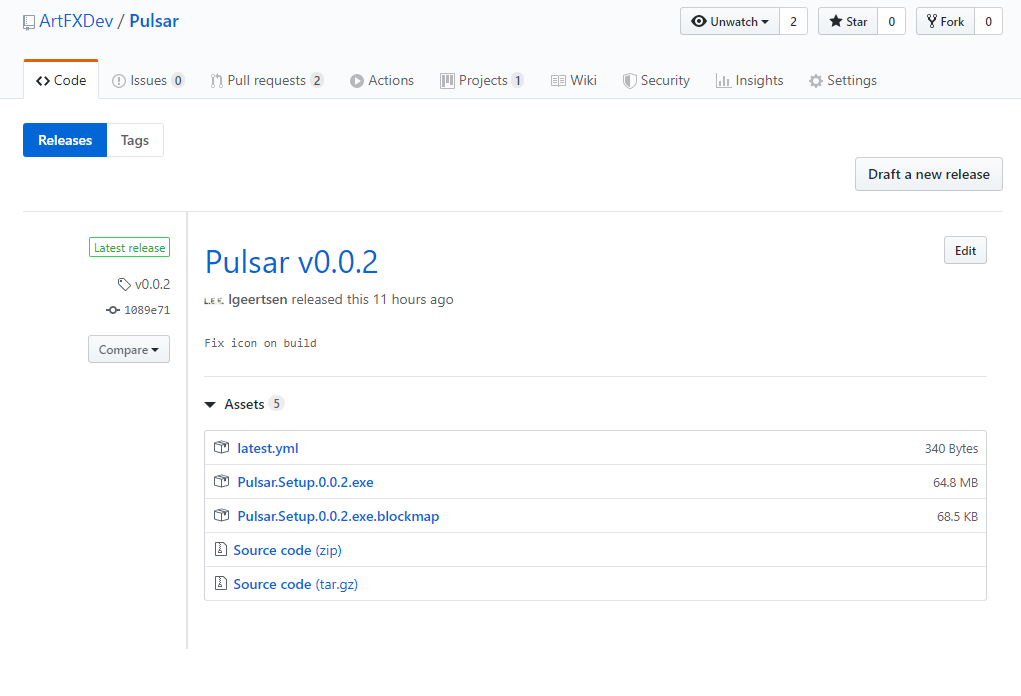 ArtFXDev / Pulsar
Unwatch 2 Star 0 Fork 0
Code Issues 0 Pull requests 2 Actions Projects 1 Wiki Security Insights Settings
Releases Tags
Draft a new release
Latest release
v0.0.2
1089e71
Compare
Pulsar v0.0.2
Edit
lgeertsen released this 11 hours ago
Fix icon on build
Assets 5
latest.yml 340 Bytes
Pulsar.Setup.0.0.2.exe 64.8 MB
Pulsar.Setup.0.0.2.exe.blockmap 68.5 KB
Source code (zip)
Source code (tar.gz)